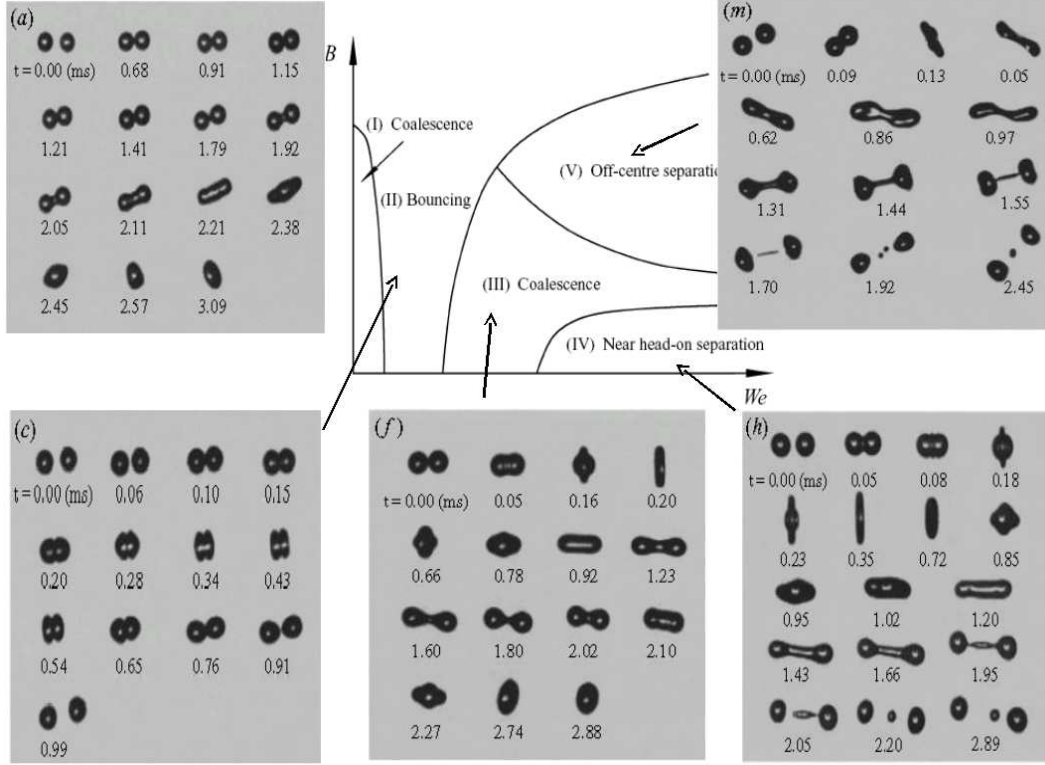 (a)
t = 0.00 (ms) 0.68 0.91 1.15
1.21 1.41 1.79 1.92
2.05 2.11 2.21 2.38
2.45 2.57 3.09
B
(I) Coalescence
(II) Bouncing
(V) Off-centre separatio
(III) Coalescence
(IV) Near head-on separation
We
(m)
t = 0.00 (ms) 0.09 0.13 0.05
0.62 0.86 0.97
1.31 1.44 1.55
1.70 1.92 2.45
(c)
t = 0.00 (ms) 0.06 0.10 0.15
0.20 0.28 0.34 0.43
0.54 0.65 0.76 0.91
0.99
(f)
t = 0.00 (ms) 0.05 0.16 0.20
0.66 0.78 0.92 1.23
1.60 1.80 2.02 2.10
2.27 2.74 2.88
(h)
t = 0.00 (ms) 0.05 0.08 0.18
0.23 0.35 0.72 0.85
0.95 1.02 1.20
1.43 1.66 1.95
2.05 2.20 2.89